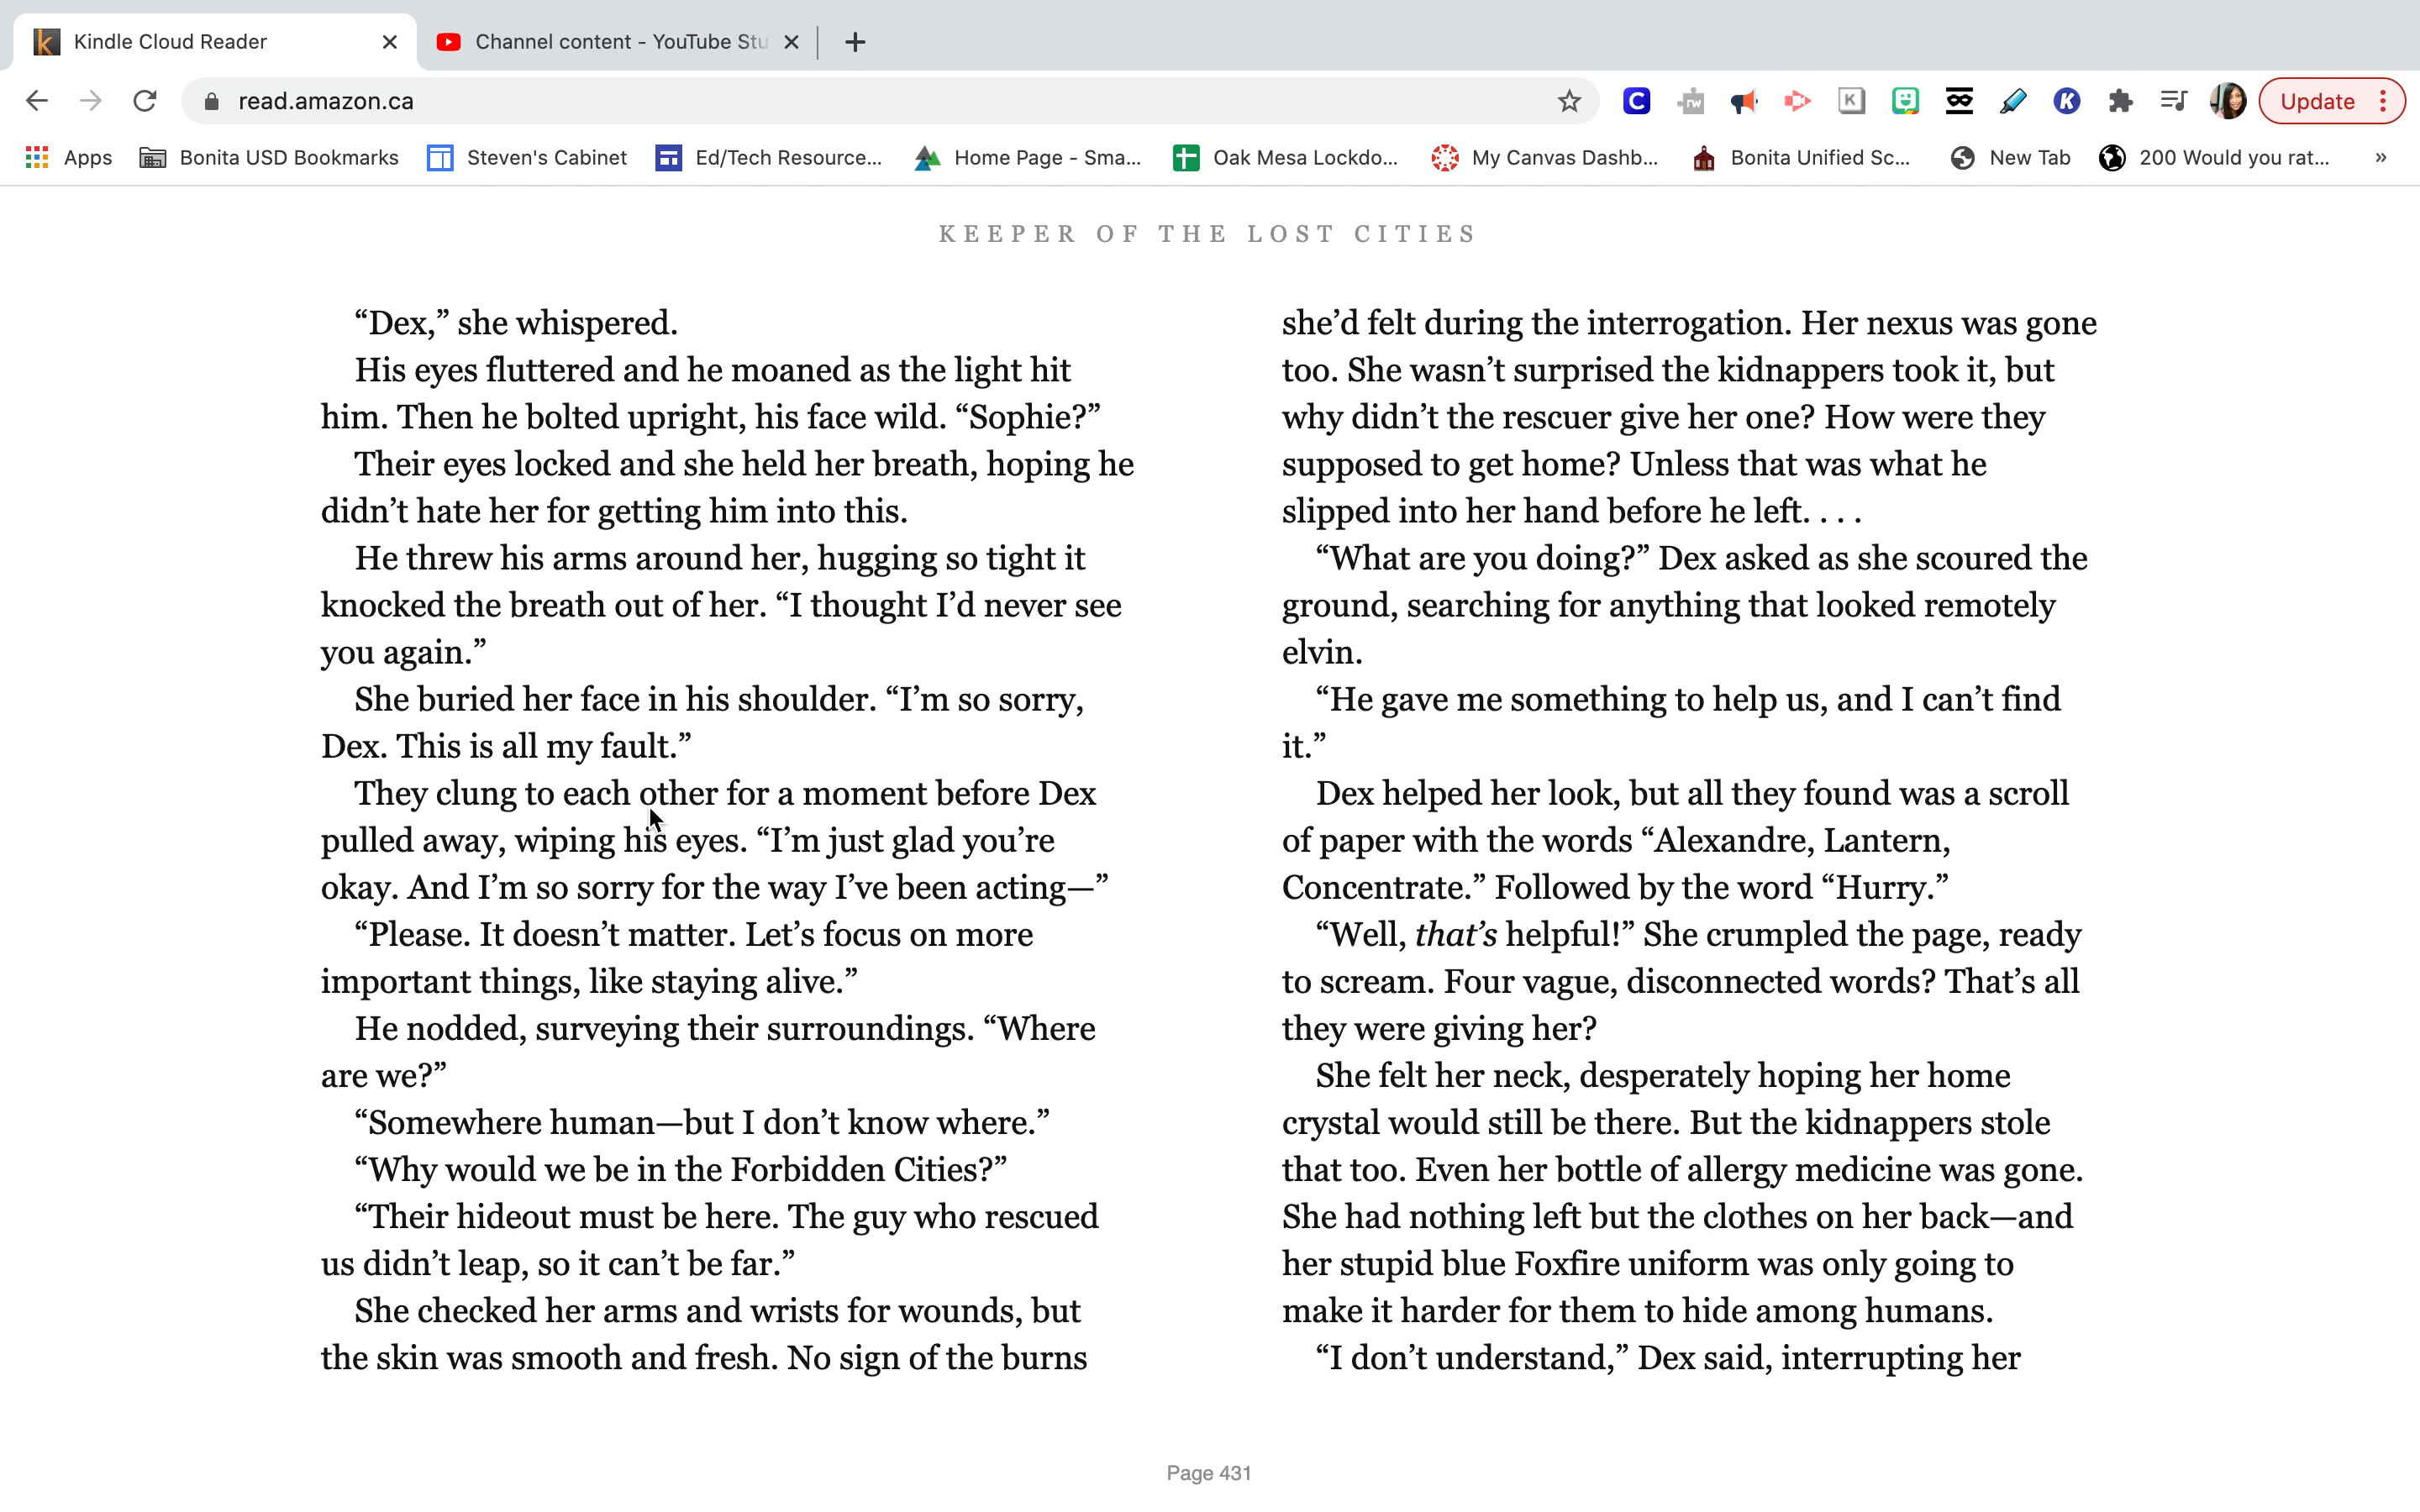 Kindle Cloud Reader
Channel content - YouTube Stu
read.amazon.ca
Update
Apps
Bonita USD Bookmarks
Steven's Cabinet
Ed/Tech Resource...
Home Page - Sma...
Oak Mesa Lockdo...
My Canvas Dashb...
Bonita Unified Sc...
New Tab
200 Would you rat...
»
KEEPER OF THE LOST CITIES
“Dex,” she whispered.
His eyes fluttered and he moaned as the light hit
him. Then he bolted upright, his face wild. “Sophie?”
Their eyes locked and she held her breath, hoping he
didn’t hate her for getting him into this.
He threw his arms around her, hugging so tight it
knocked the breath out of her. “I thought I’d never see
you again.”
She buried her face in his shoulder. “I’m so sorry,
Dex. This is all my fault.”
They clung to each other for a moment before Dex
pulled away, wiping his eyes. “I’m just glad you’re
okay. And I’m so sorry for the way I’ve been acting—”
“Please. It doesn’t matter. Let’s focus on more
important things, like staying alive.”
He nodded, surveying their surroundings. “Where
are we?”
“Somewhere human—but I don’t know where.”
“Why would we be in the Forbidden Cities?”
“Their hideout must be here. The guy who rescued
us didn’t leap, so it can’t be far.”
She checked her arms and wrists for wounds, but
the skin was smooth and fresh. No sign of the burns
she’d felt during the interrogation. Her nexus was gone
too. She wasn’t surprised the kidnappers took it, but
why didn’t the rescuer give her one? How were they
supposed to get home? Unless that was what he
slipped into her hand before he left. . . .
“What are you doing?” Dex asked as she scoured the
ground, searching for anything that looked remotely
elvin.
“He gave me something to help us, and I can’t find
it.”
Dex helped her look, but all they found was a scroll
of paper with the words “Alexandre, Lantern,
Concentrate.” Followed by the word “Hurry.”
“Well, that’s helpful!” She crumpled the page, ready
to scream. Four vague, disconnected words? That’s all
they were giving her?
She felt her neck, desperately hoping her home
crystal would still be there. But the kidnappers stole
that too. Even her bottle of allergy medicine was gone.
She had nothing left but the clothes on her back—and
her stupid blue Foxfire uniform was only going to
make it harder for them to hide among humans.
“I don’t understand,” Dex said, interrupting her
Page 431